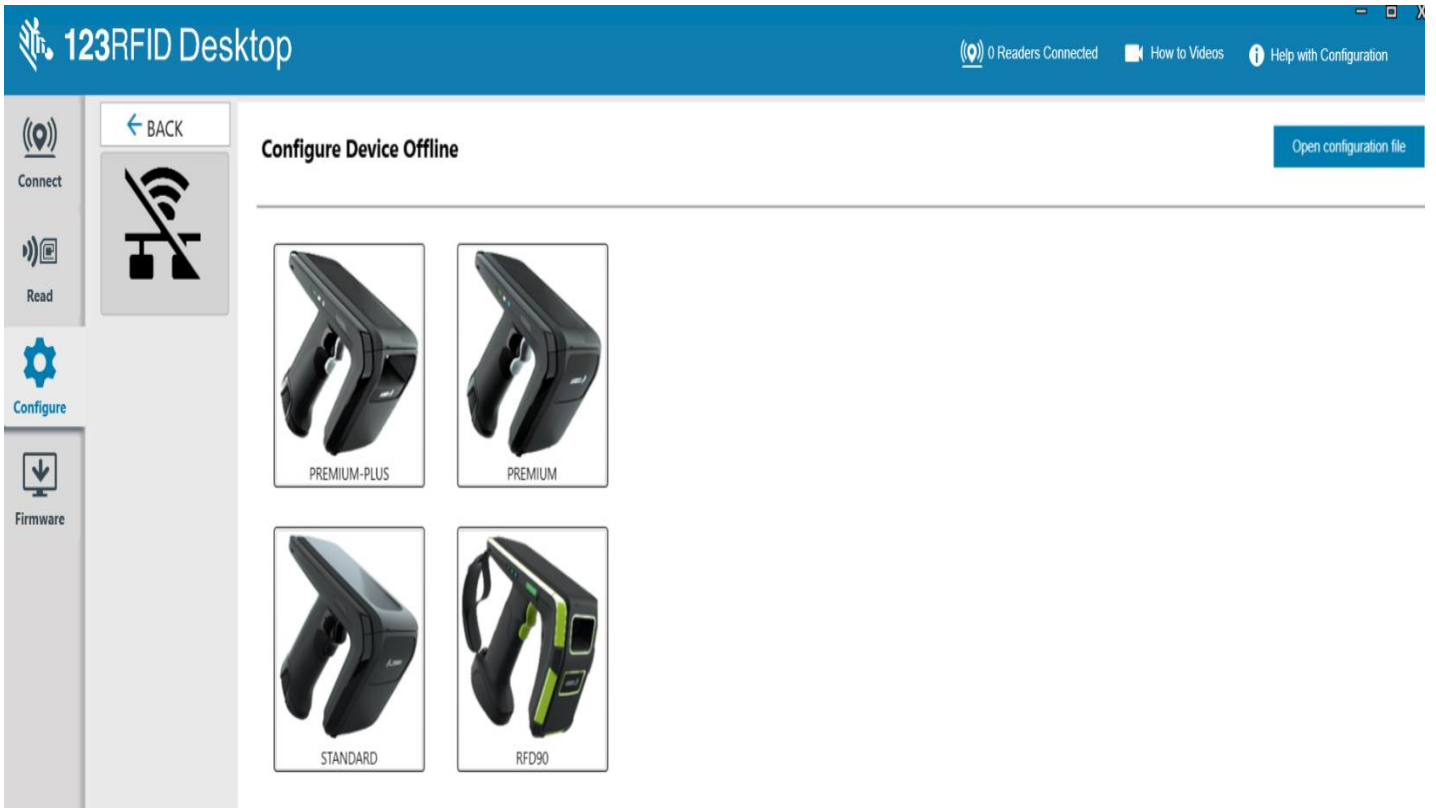 123RFID Desktop
0 Readers Connected
How to Videos
Help with Configuration
Connect
Read
Configure
Firmware
BACK
Configure Device Offline
Open configuration file
PREMIUM-PLUS
PREMIUM
STANDARD
RFD90